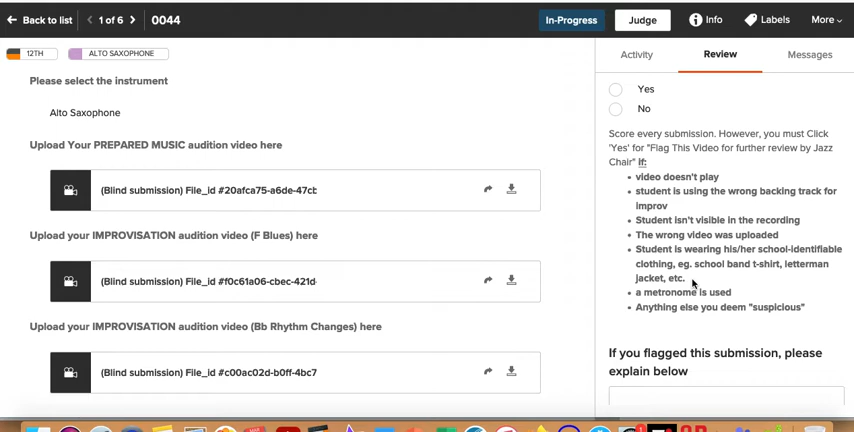 Back to list
1 of 6
0044
In-Progress
Judge
Info
Labels
More
12TH
ALTO SAXOPHONE
Please select the instrument
Alto Saxophone
Upload Your PREPARED MUSIC audition video here
(Blind submission) File_id #20afca75-a6de-47cb
Upload your IMPROVISATION audition video (F Blues) here
(Blind submission) File_id #f0c61a06-cbec-421d-
Upload your IMPROVISATION audition video (Bb Rhythm Changes) here
(Blind submission) File_id #c00ac02d-b0ff-4bc7
Activity
Review
Messages
Yes
No
Score every submission. However, you must Click
'Yes' for "Flag This Video for further review by Jazz
Chair" if:
• video doesn't play
• student is using the wrong backing track for
improv
• Student isn't visible in the recording
• The wrong video was uploaded
• Student is wearing his/her school-identifiable
clothing, eg. school band t-shirt, letterman
jacket, etc.
• a metronome is used
• Anything else you deem "suspicious"
If you flagged this submission, please
explain below